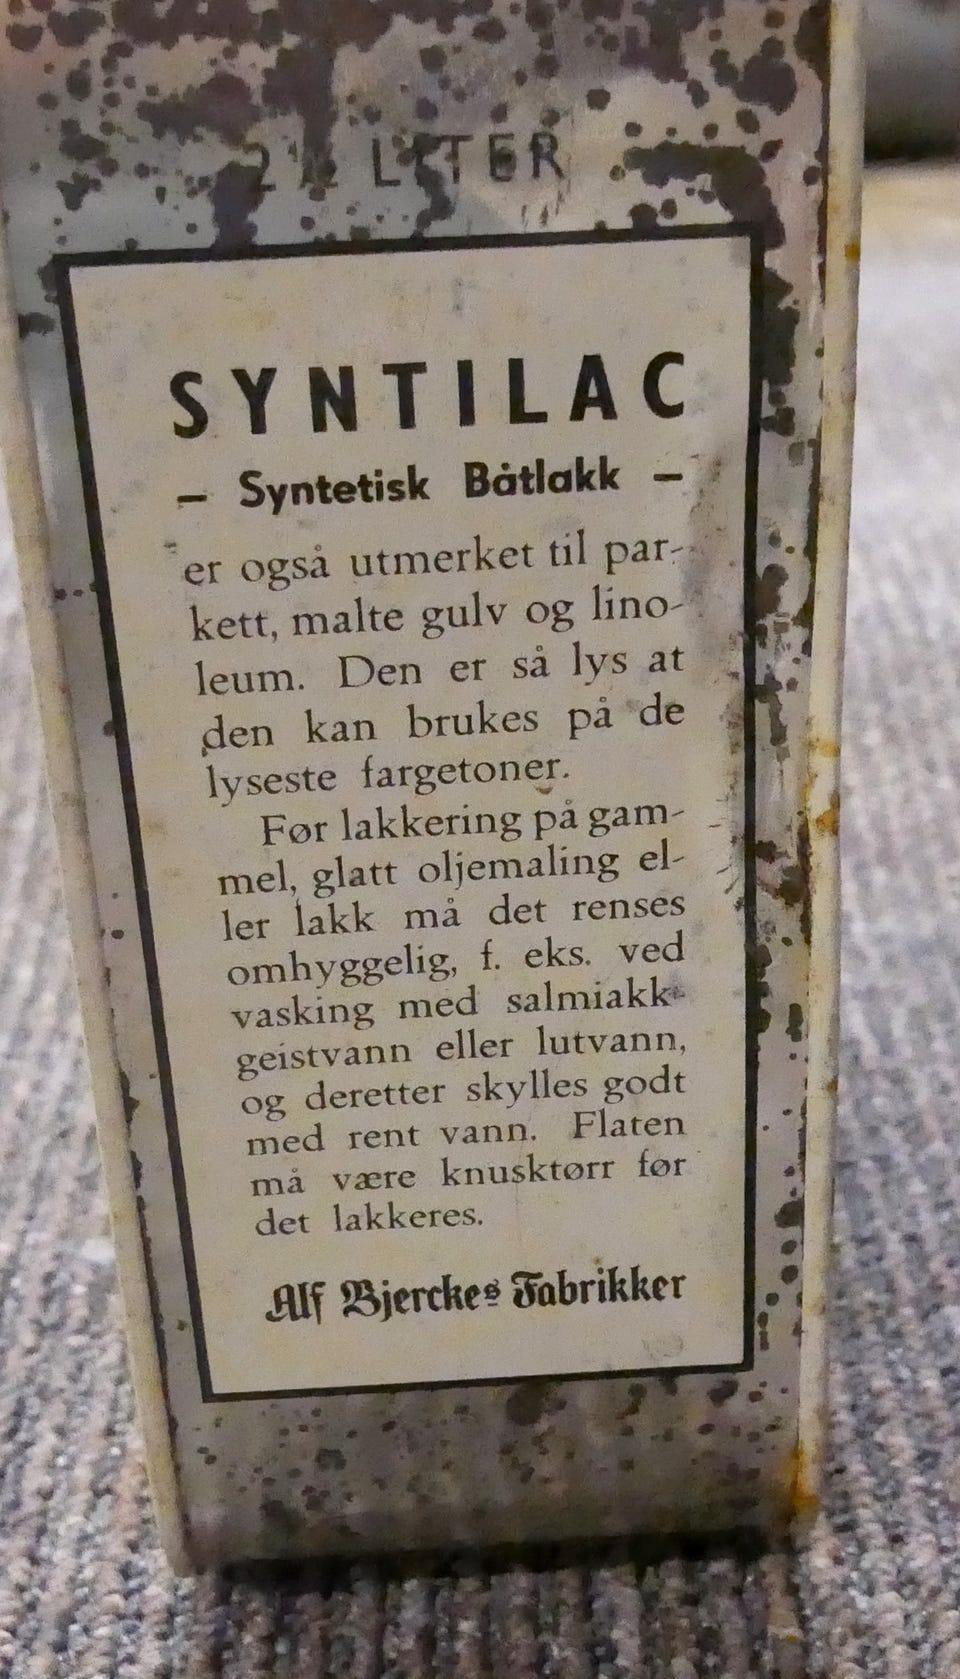 2½ LITER
SYNTILAC
– Syntetisk Båtlakk –
er også utmerket til par-
kett, malte gulv og lino-
leum. Den er så lys at
den kan brukes på de
lyseste fargetoner.
Før lakkering på gam-
mel, glatt oljemaling el-
ler lakk må det renses
omhyggelig, f. eks. ved
vasking med salmiakk-
geistvann eller lutvann,
og deretter skylles godt
med rent vann. Flaten
må være knusktørr før
det lakkeres.
Alf Bjerckes Fabrikker